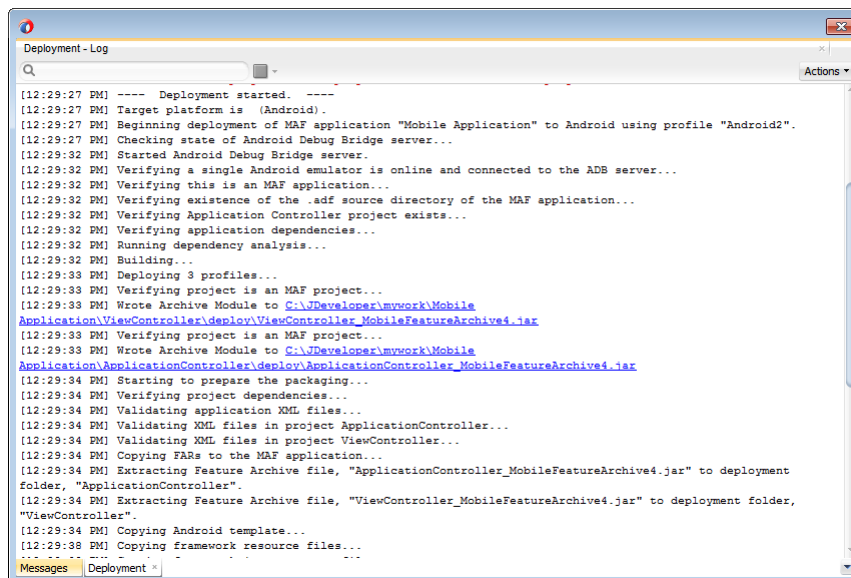 Deployment - Log
Actions
[12:29:27 PM] ----  Deployment started.  ----
[12:29:27 PM] Target platform is  (Android).
[12:29:27 PM] Beginning deployment of MAF application "Mobile Application" to Android using profile "Android2".
[12:29:27 PM] Checking state of Android Debug Bridge server...
[12:29:32 PM] Started Android Debug Bridge server.
[12:29:32 PM] Verifying a single Android emulator is online and connected to the ADB server...
[12:29:32 PM] Verifying this is an MAF application...
[12:29:32 PM] Verifying existence of the .adf source directory of the MAF application...
[12:29:32 PM] Verifying Application Controller project exists...
[12:29:32 PM] Verifying application dependencies...
[12:29:32 PM] Running dependency analysis...
[12:29:32 PM] Building...
[12:29:33 PM] Deploying 3 profiles...
[12:29:33 PM] Verifying project is an MAF project...
[12:29:33 PM] Wrote Archive Module to C:\JDeveloper\mywork\Mobile
Application\ViewController\deploy\ViewController_MobileFeatureArchive4.jar
[12:29:33 PM] Verifying project is an MAF project...
[12:29:33 PM] Wrote Archive Module to C:\JDeveloper\mywork\Mobile
Application\ApplicationController\deploy\ApplicationController_MobileFeatureArchive4.jar
[12:29:34 PM] Starting to prepare the packaging...
[12:29:34 PM] Verifying project dependencies...
[12:29:34 PM] Validating application XML files...
[12:29:34 PM] Validating XML files in project ApplicationController...
[12:29:34 PM] Validating XML files in project ViewController...
[12:29:34 PM] Copying FARs to the MAF application...
[12:29:34 PM] Extracting Feature Archive file, "ApplicationController_MobileFeatureArchive4.jar" to deployment
folder, "ApplicationController".
[12:29:34 PM] Extracting Feature Archive file, "ViewController_MobileFeatureArchive4.jar" to deployment folder,
"ViewController".
[12:29:34 PM] Copying Android template...
[12:29:38 PM] Copying framework resource files...
Messages
Deployment